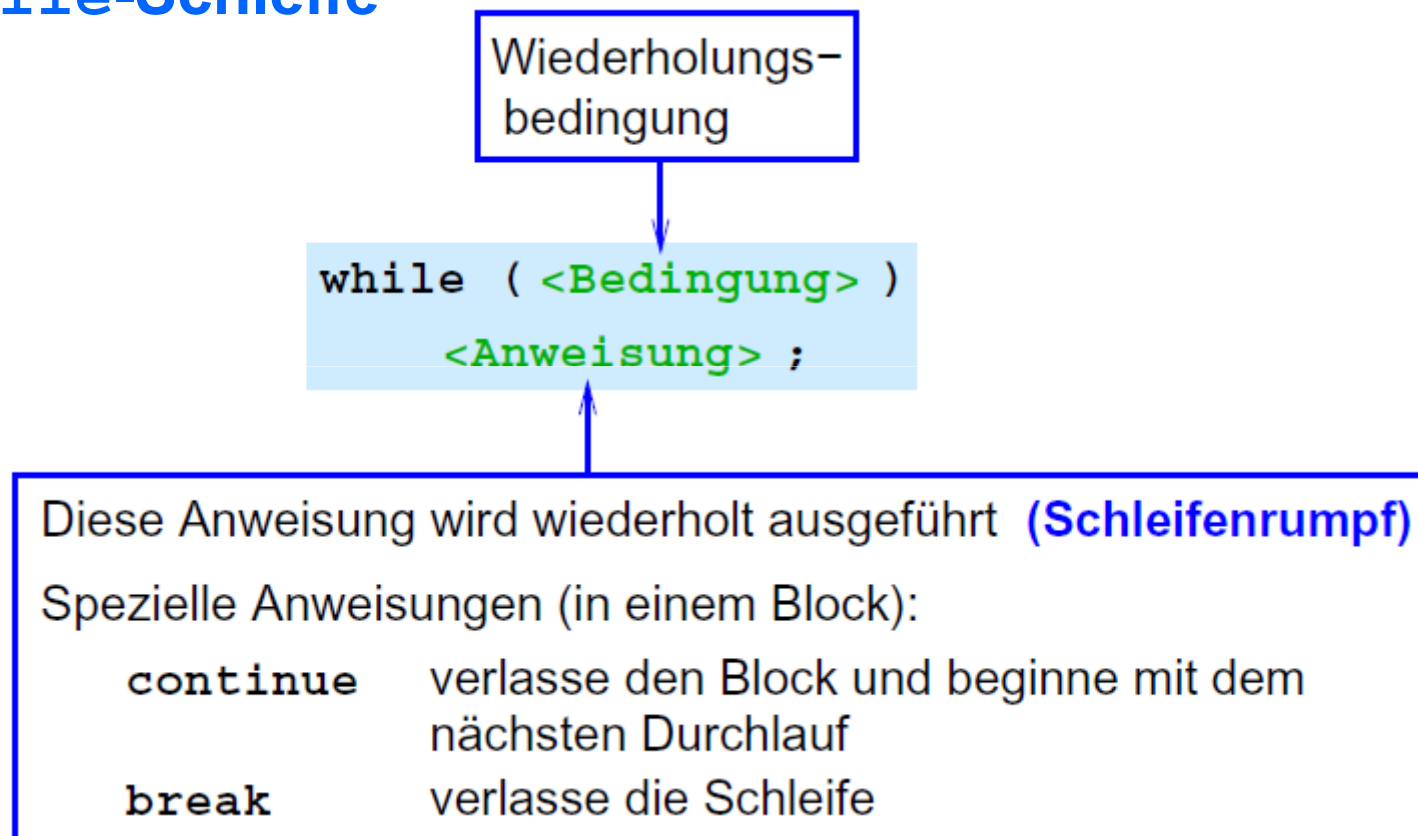 Wiederholungs-
bedingung
while ( <Bedingung> )
<Anweisung> ;
Diese Anweisung wird wiederholt ausgeführt (Schleifenrumpf)
Spezielle Anweisungen (in einem Block):
continue verlasse den Block und beginne mit dem
nächsten Durchlauf
break verlasse die Schleife